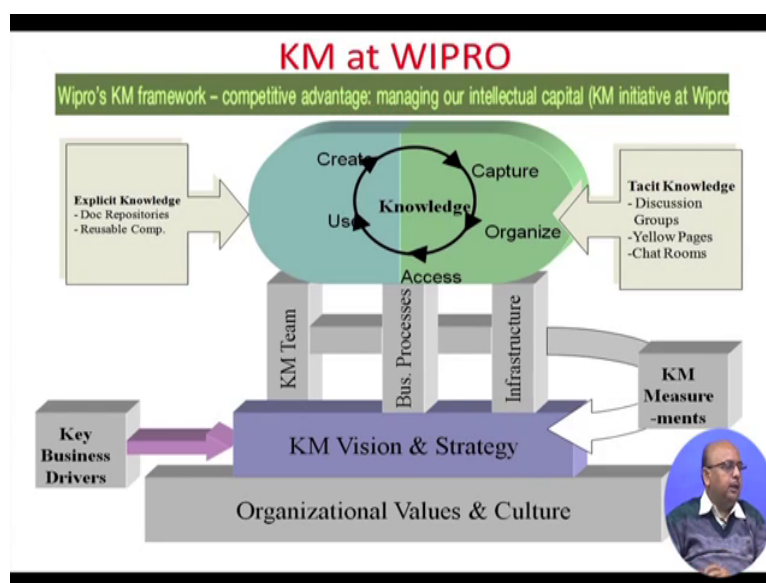 KM at WIPRO
Wipro's KM framework – competitive advantage: managing our intellectual capital (KM initiative at Wipro
Explicit Knowledge
- Doc Repositories
- Reusable Comp.
Create
Capture
Use
Knowledge
Organize
Access
Tacit Knowledge
- Discussion
Groups
-Yellow Pages
-Chat Rooms
KM Team
Bus. Processes
Infrastructure
KM
Measure
-ments
Key
Business
Drivers
KM Vision & Strategy
Organizational Values & Culture